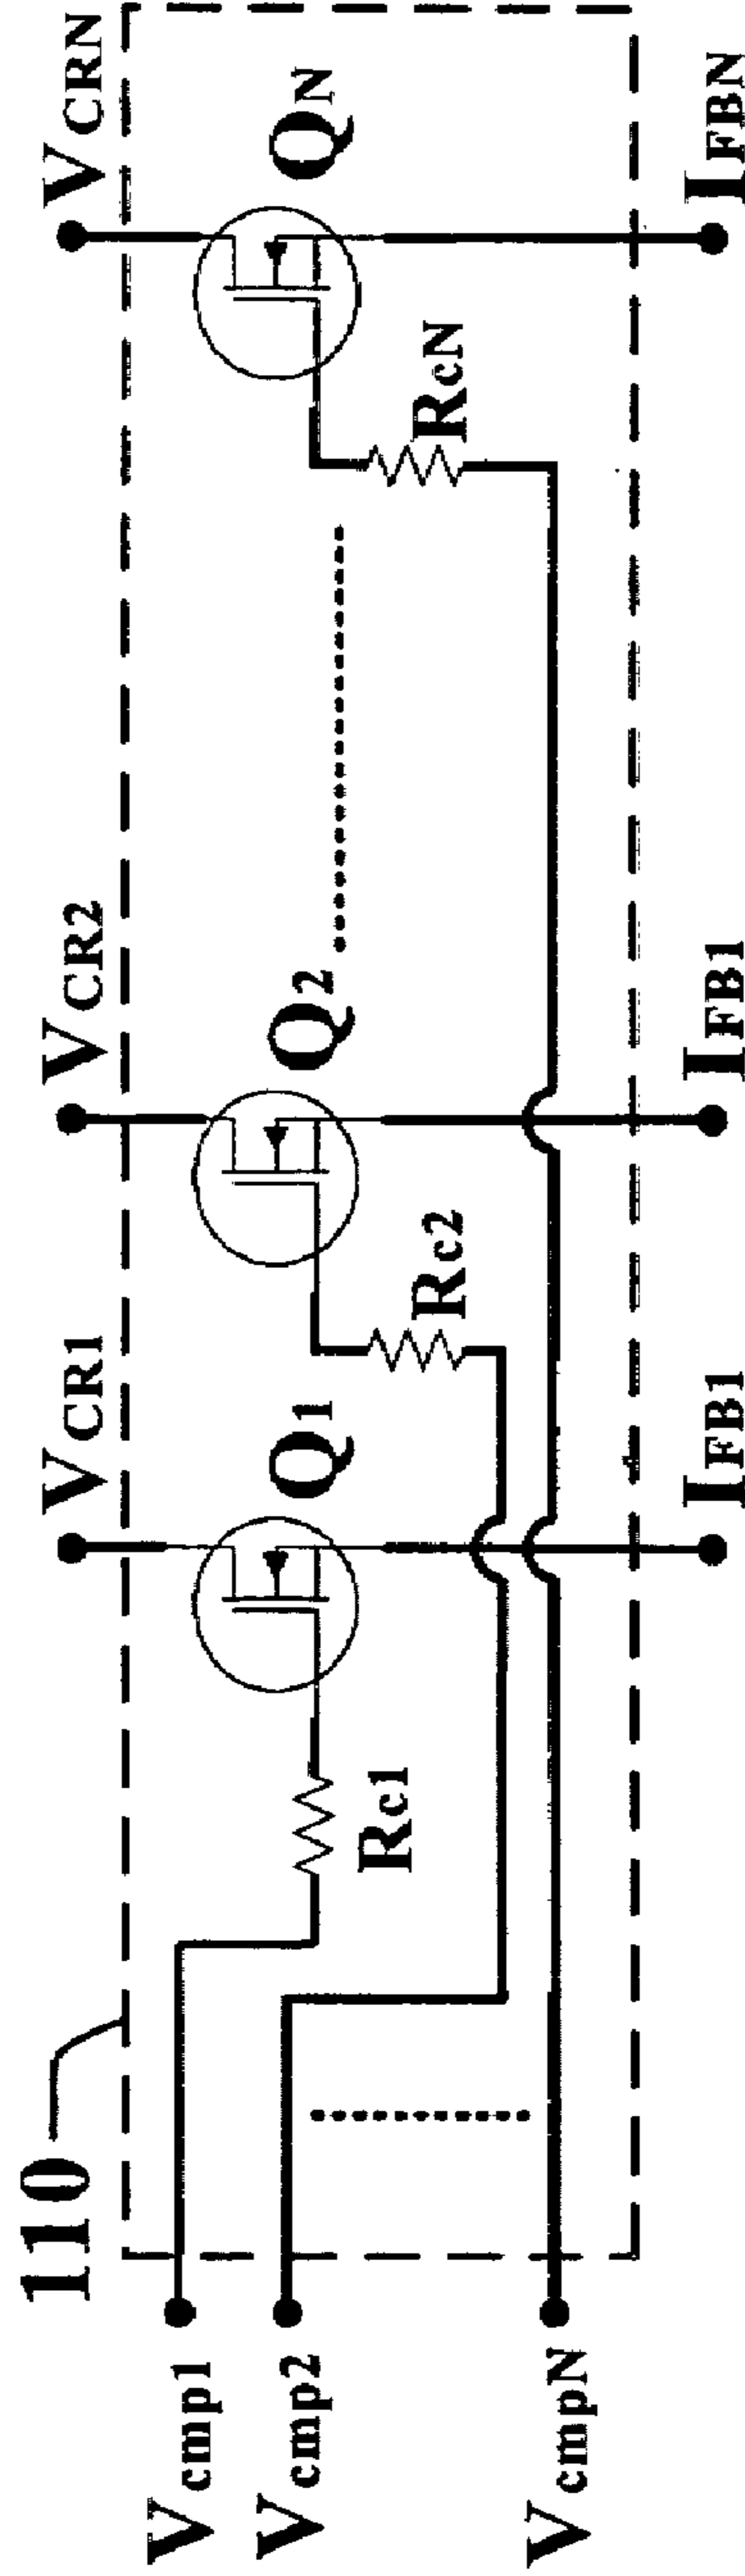 110
VCR1
VCR2
VCRN
Q1
Q2
QN
Vcmp1
Rc1
Rc2
RcN
Vcmp2
VcmpN
IFB1
IFB1
IFBN